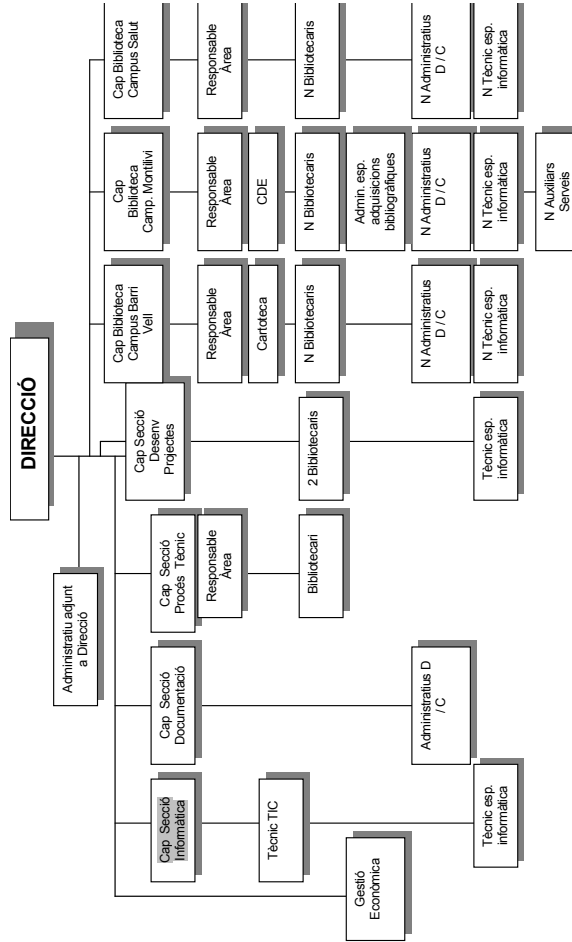 DIRECCIÓ
Administratiu adjunt
a Direcció
Cap Secció
Informàtica
Tècnic TIC
Tècnic esp.
informàtica
Gestió
Econòmica
Cap Secció
Documentació
Administratius D
/ C
Cap Secció
Procés Tècnic
Responsable
Àrea
Bibliotecari
Cap Secció
Desenv
Projectes
2 Bibliotecaris
Tècnic esp.
informàtica
Cap Biblioteca
Campus Barri
Vell
Responsable
Àrea
Cartoteca
N Bibliotecaris
N Administratius
D / C
N Tècnic esp.
informàtica
Cap
Biblioteca
Camp. Montilivi
Responsable
Àrea
CDE
N Bibliotecaris
Admin. esp.
adquisicions
bibliogràfiques
N Administratius
D / C
N Tècnic esp.
informàtica
N Auxiliars
Serveis
Cap Biblioteca
Campus Salut
Responsable
Àrea
N Bibliotecaris
N Administratius
D / C
N Tècnic esp.
informàtica